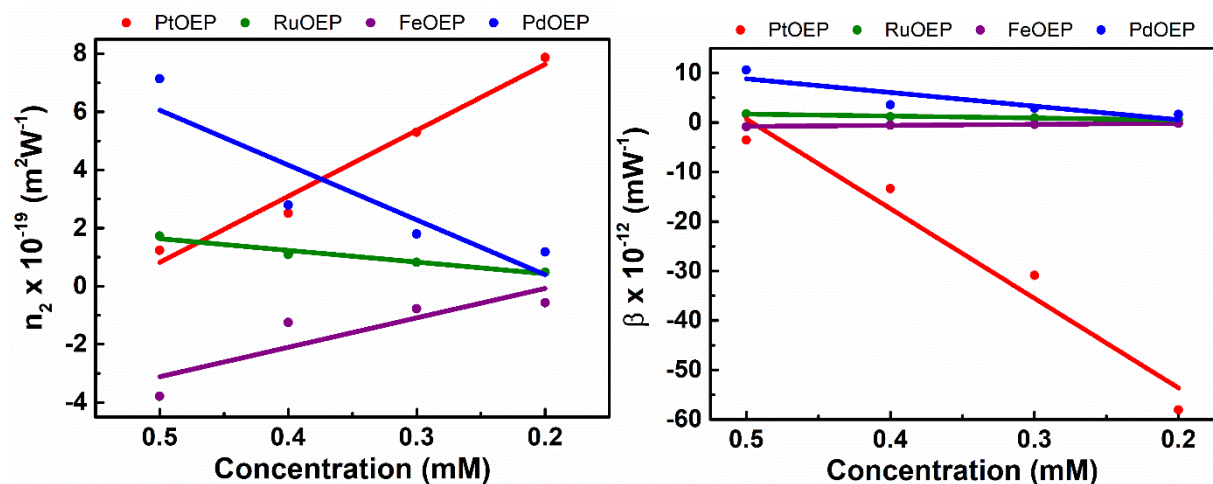 PtOEP RuOEP FeOEP PdOEP
8
6
4
2
0
-2
-4
n₂ x 10⁻¹⁹ (m²W⁻¹)
0.5 0.4 0.3 0.2
Concentration (mM)
PtOEP RuOEP FeOEP PdOEP
10
0
-10
-20
-30
-40
-50
-60
β x 10⁻¹² (mW⁻¹)
0.5 0.4 0.3 0.2
Concentration (mM)